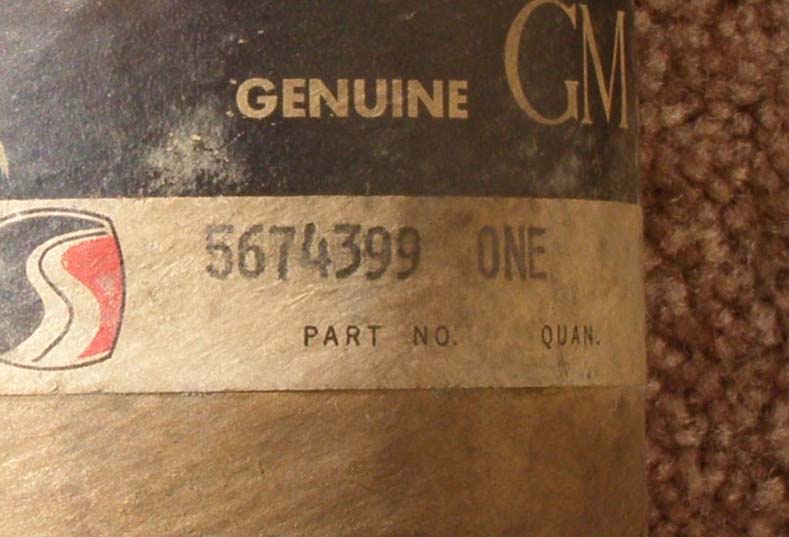 GENUINE GM
5674399 ONE
PART NO. QUAN.